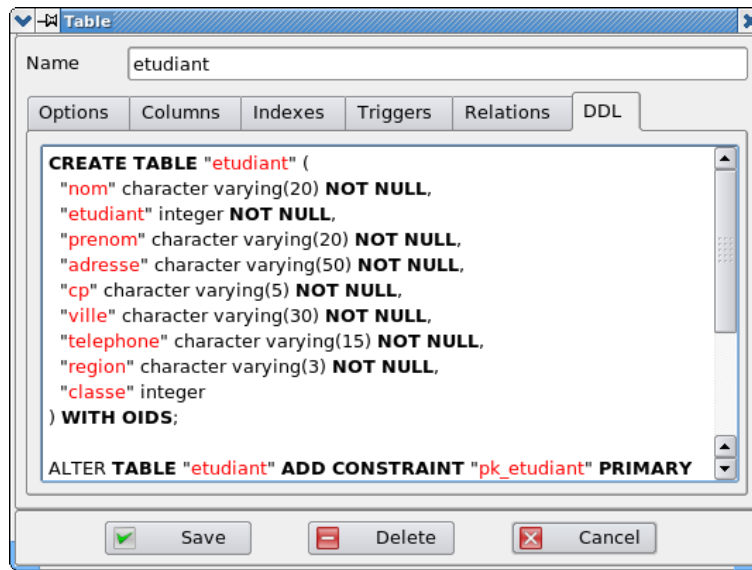 Table
Name etudiant
Options Columns Indexes Triggers Relations DDL
CREATE TABLE "etudiant" (
"nom" character varying(20) NOT NULL,
"etudiant" integer NOT NULL,
"prenom" character varying(20) NOT NULL,
"adresse" character varying(50) NOT NULL,
"cp" character varying(5) NOT NULL,
"ville" character varying(30) NOT NULL,
"telephone" character varying(15) NOT NULL,
"region" character varying(3) NOT NULL,
"classe" integer
) WITH OIDS;
ALTER TABLE "etudiant" ADD CONSTRAINT "pk_etudiant" PRIMARY
Save Delete Cancel